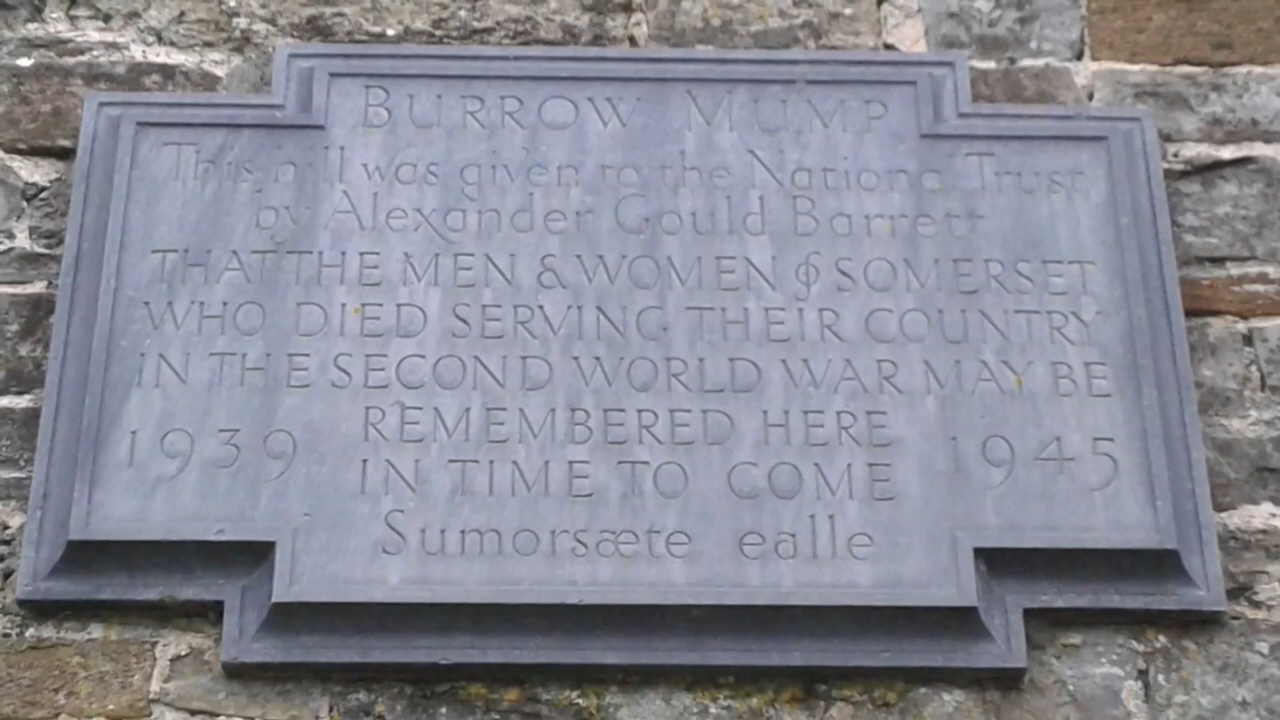 BURROW MUMP
This hill was given to the National Trust
by Alexander Gould Barrett
THAT THE MEN & WOMEN OF SOMERSET
WHO DIED SERVING THEIR COUNTRY
IN THE SECOND WORLD WAR MAY BE
REMEMBERED HERE
1939 1945
IN TIME TO COME
Sumorsæte ealle